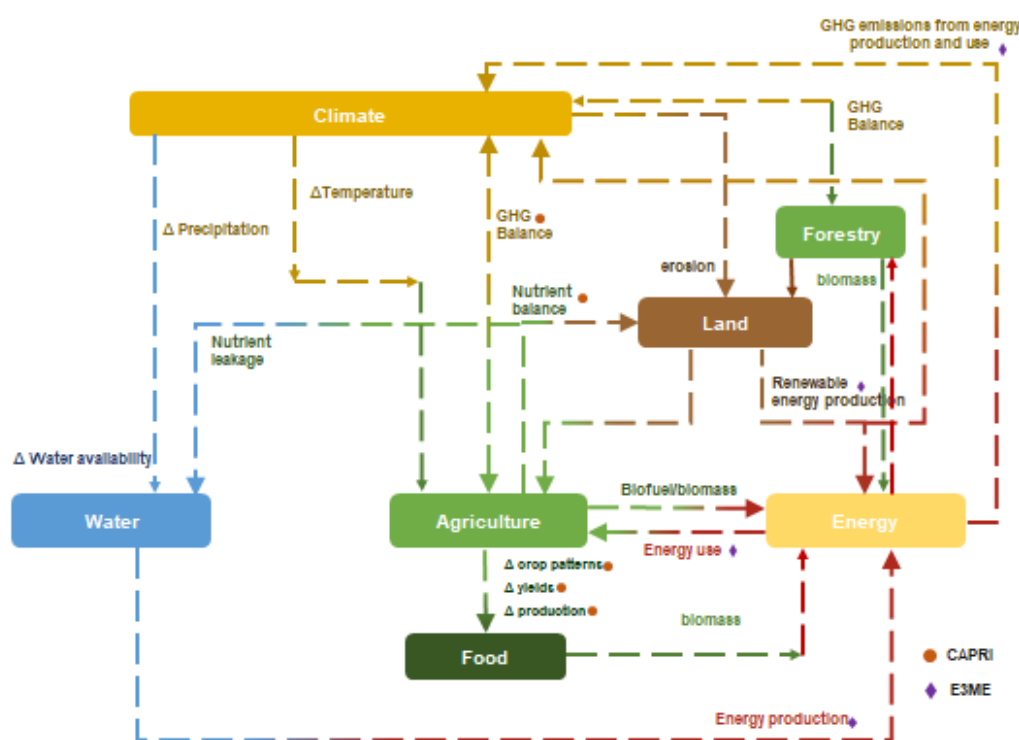 GHG emissions from energy
production and use
Climate
GHG
Balance
ΔTemperature
Δ Precipitation
GHG
Balance
Forestry
erosion
biomass
Nutrient
balance
Land
Nutrient
leakage
Renewable
energy production
Δ Water availability
Biofuel/biomass
Water
Agriculture
Energy
Energy use
Δ crop patterns
Δ yields
Δ production
biomass
Food
CAPRI
E3ME
Energy production